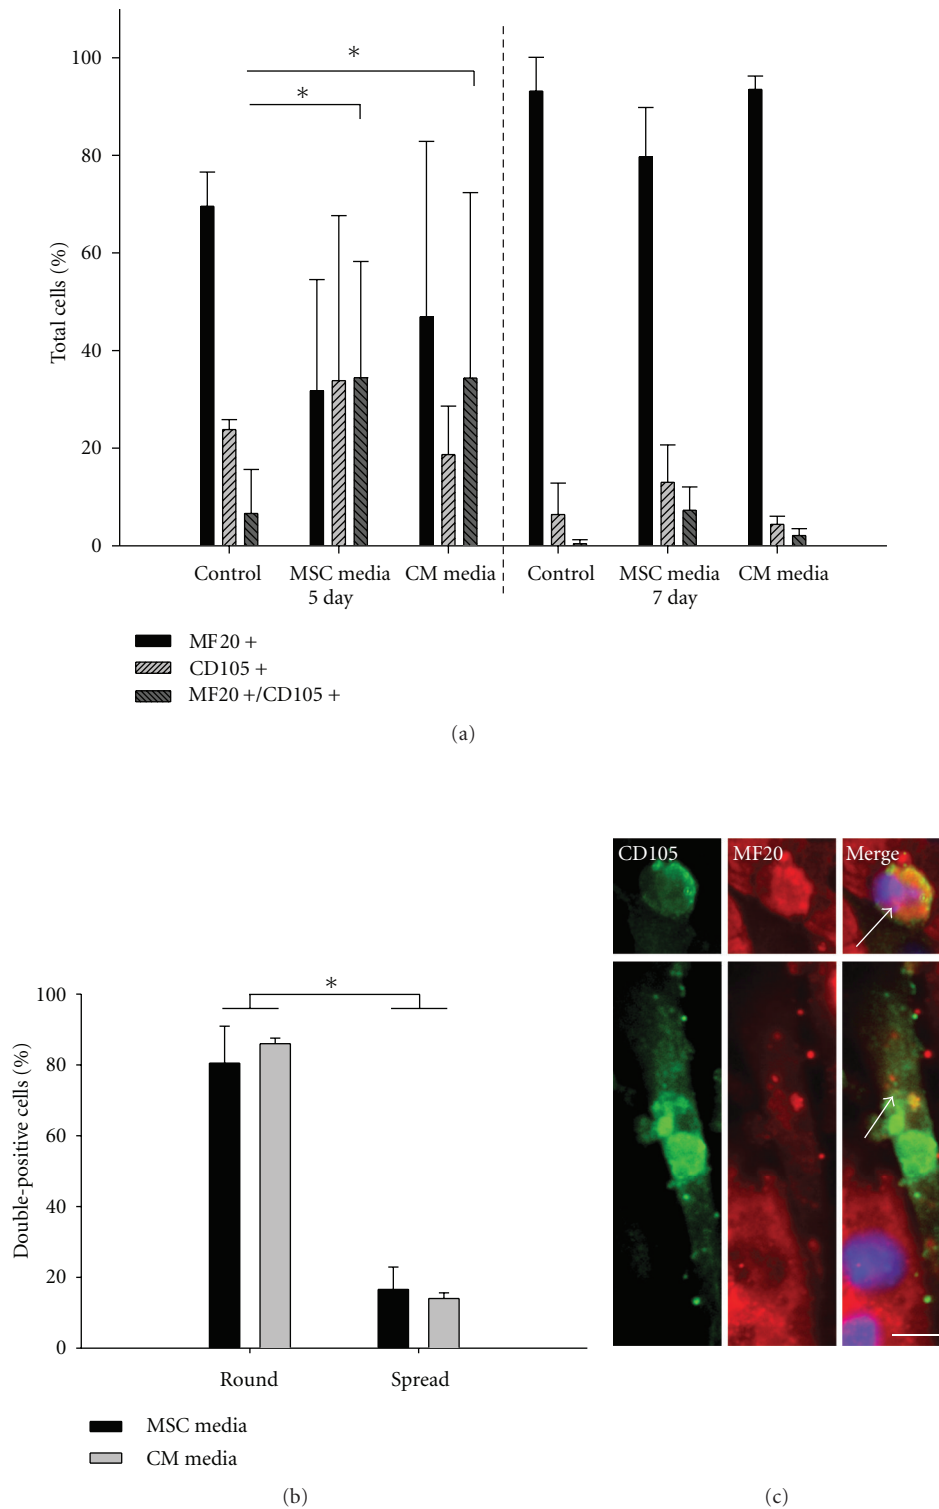 100
80
60
40
20
0
Total cells (%)
*
*
Control
MSC media
CM media
5 day
Control
MSC media
CM media
7 day
MF20 +
CD105 +
MF20 +/CD105 +
(a)
100
80
60
40
20
0
Double-positive cells (%)
*
Round
Spread
MSC media
CM media
(b)
CD105
MF20
Merge
(c)